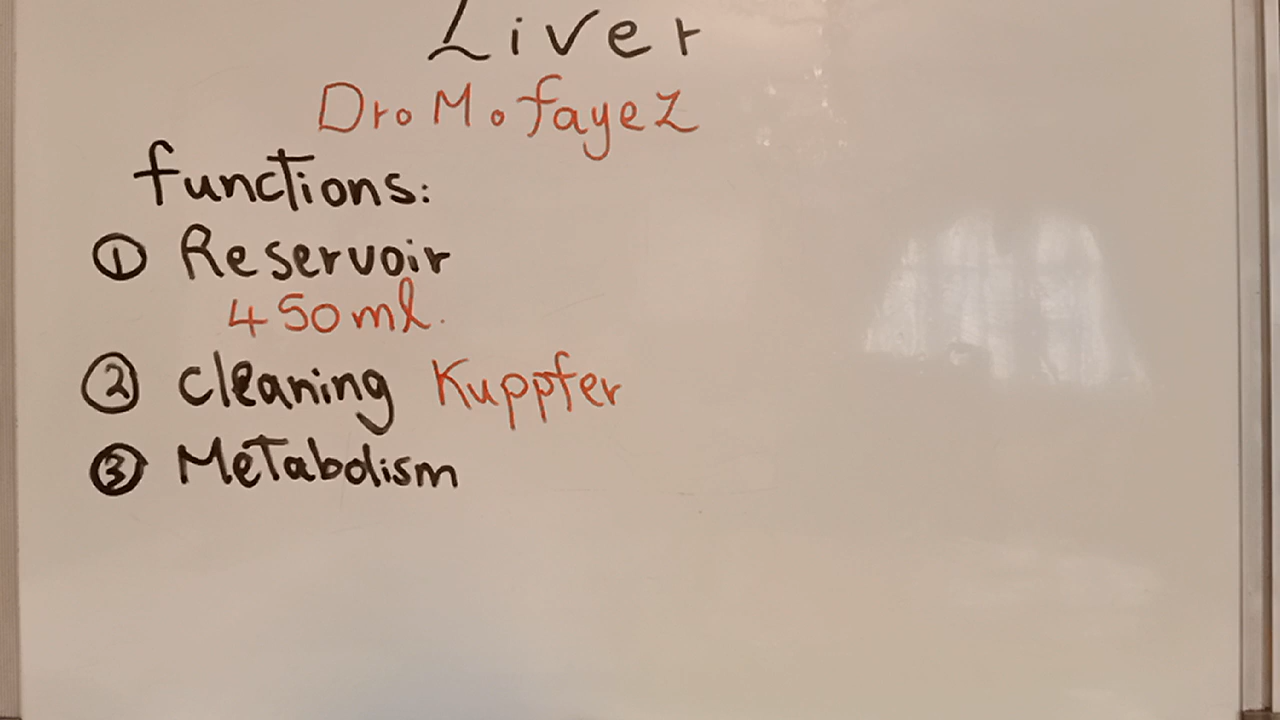 Liver
Dr. M. fayez
functions:
① Reservoir
450 ml.
② cleaning Kuppfer
③ Metabolism